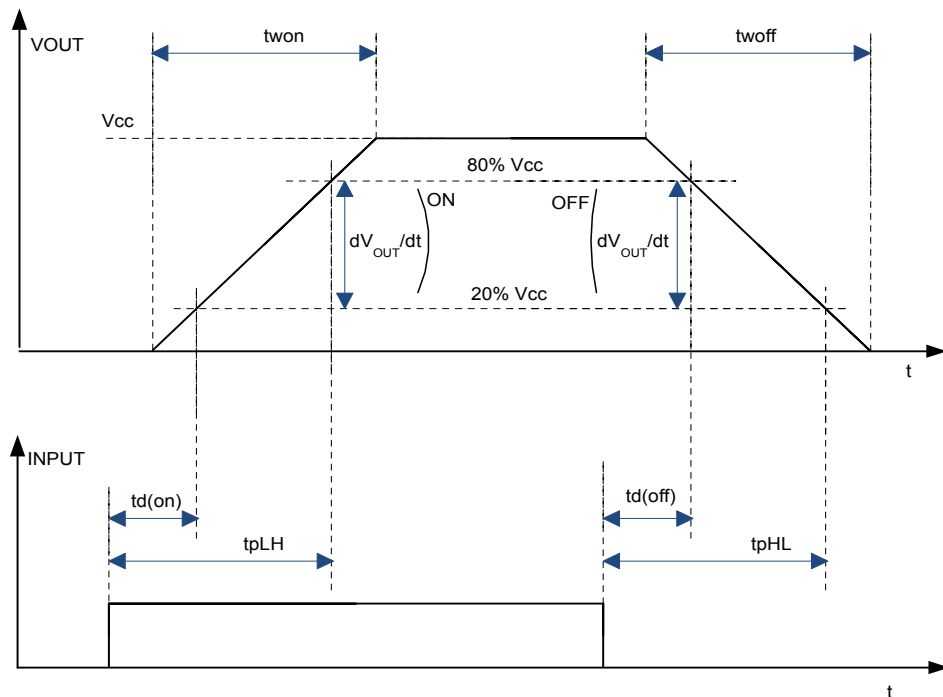 VOUT
twon
twoff
Vcc
80% Vcc
ON
OFF
dVOUT/dt
dVOUT/dt
20% Vcc
t
INPUT
td(on)
td(off)
tpLH
tpHL
t